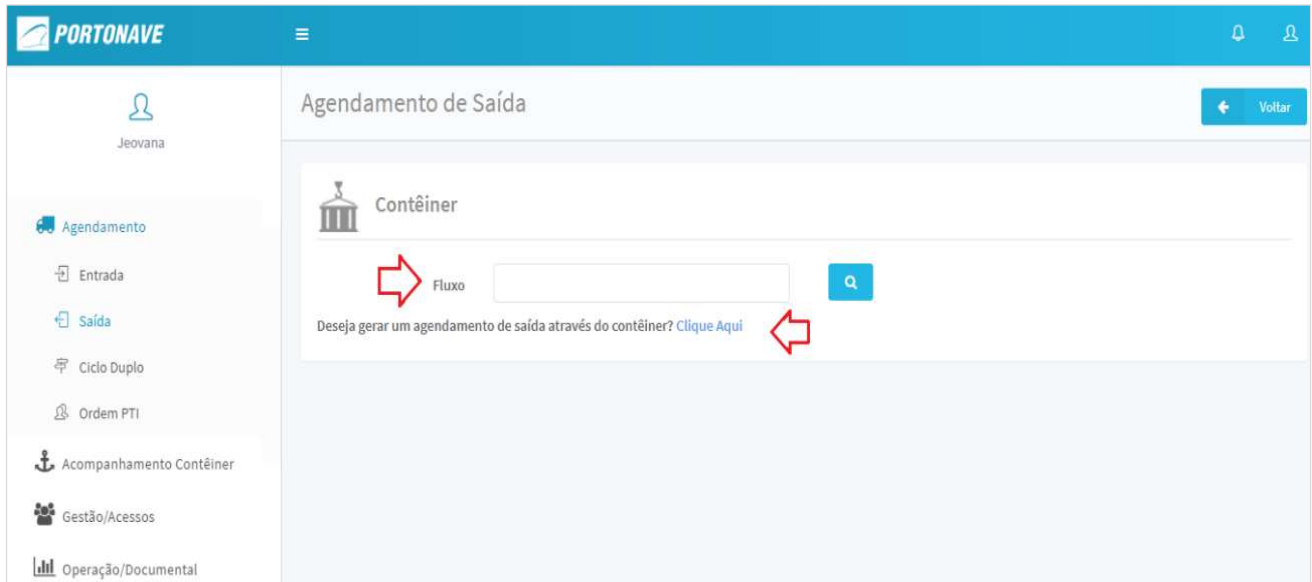 PORTONAVE
Jeovana
Agendamento
Entrada
Saída
Ciclo Duplo
Ordem PTI
Acompanhamento Contêiner
Gestão/Acessos
Operação/Documental
Agendamento de Saída
Voltar
Contêiner
Fluxo
Deseja gerar um agendamento de saída através do contêiner? Clique Aqui